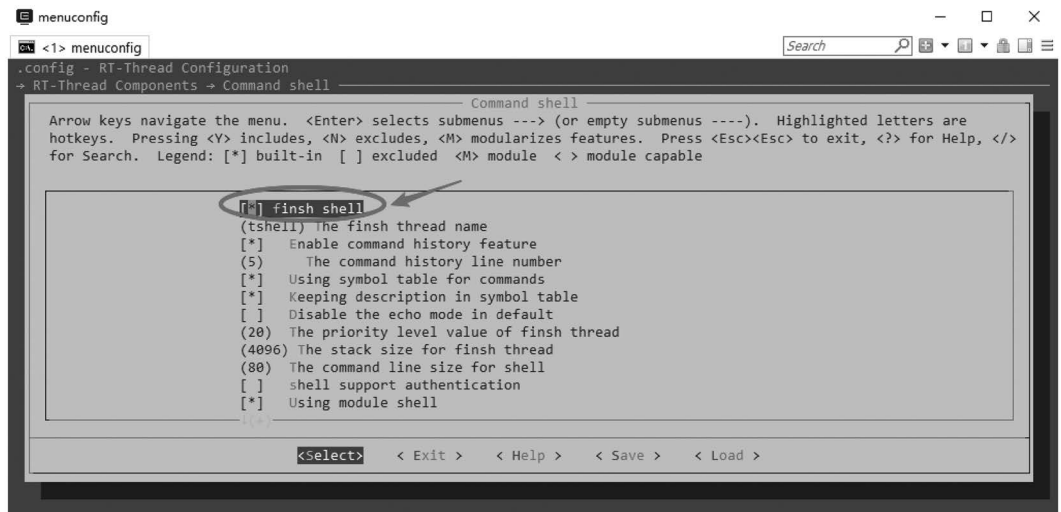 menuconfig
<1> menuconfig
Search
.config - RT-Thread Configuration
→ RT-Thread Components → Command shell
Command shell
Arrow keys navigate the menu.  <Enter> selects submenus ---> (or empty submenus ----).  Highlighted letters are
hotkeys.  Pressing <Y> includes, <N> excludes, <M> modularizes features.  Press <Esc><Esc> to exit, <?> for Help, </>
for Search.  Legend: [*] built-in  [ ] excluded  <M> module  < > module capable
[*] finsh shell
(tshell) The finsh thread name
[*]   Enable command history feature
(5)     The command history line number
[*]   Using symbol table for commands
[*]   Keeping description in symbol table
[ ]   Disable the echo mode in default
(20)  The priority level value of finsh thread
(4096) The stack size for finsh thread
(80)  The command line size for shell
[ ]   shell support authentication
[*]   Using module shell
↓(+)
<Select>    < Exit >    < Help >    < Save >    < Load >